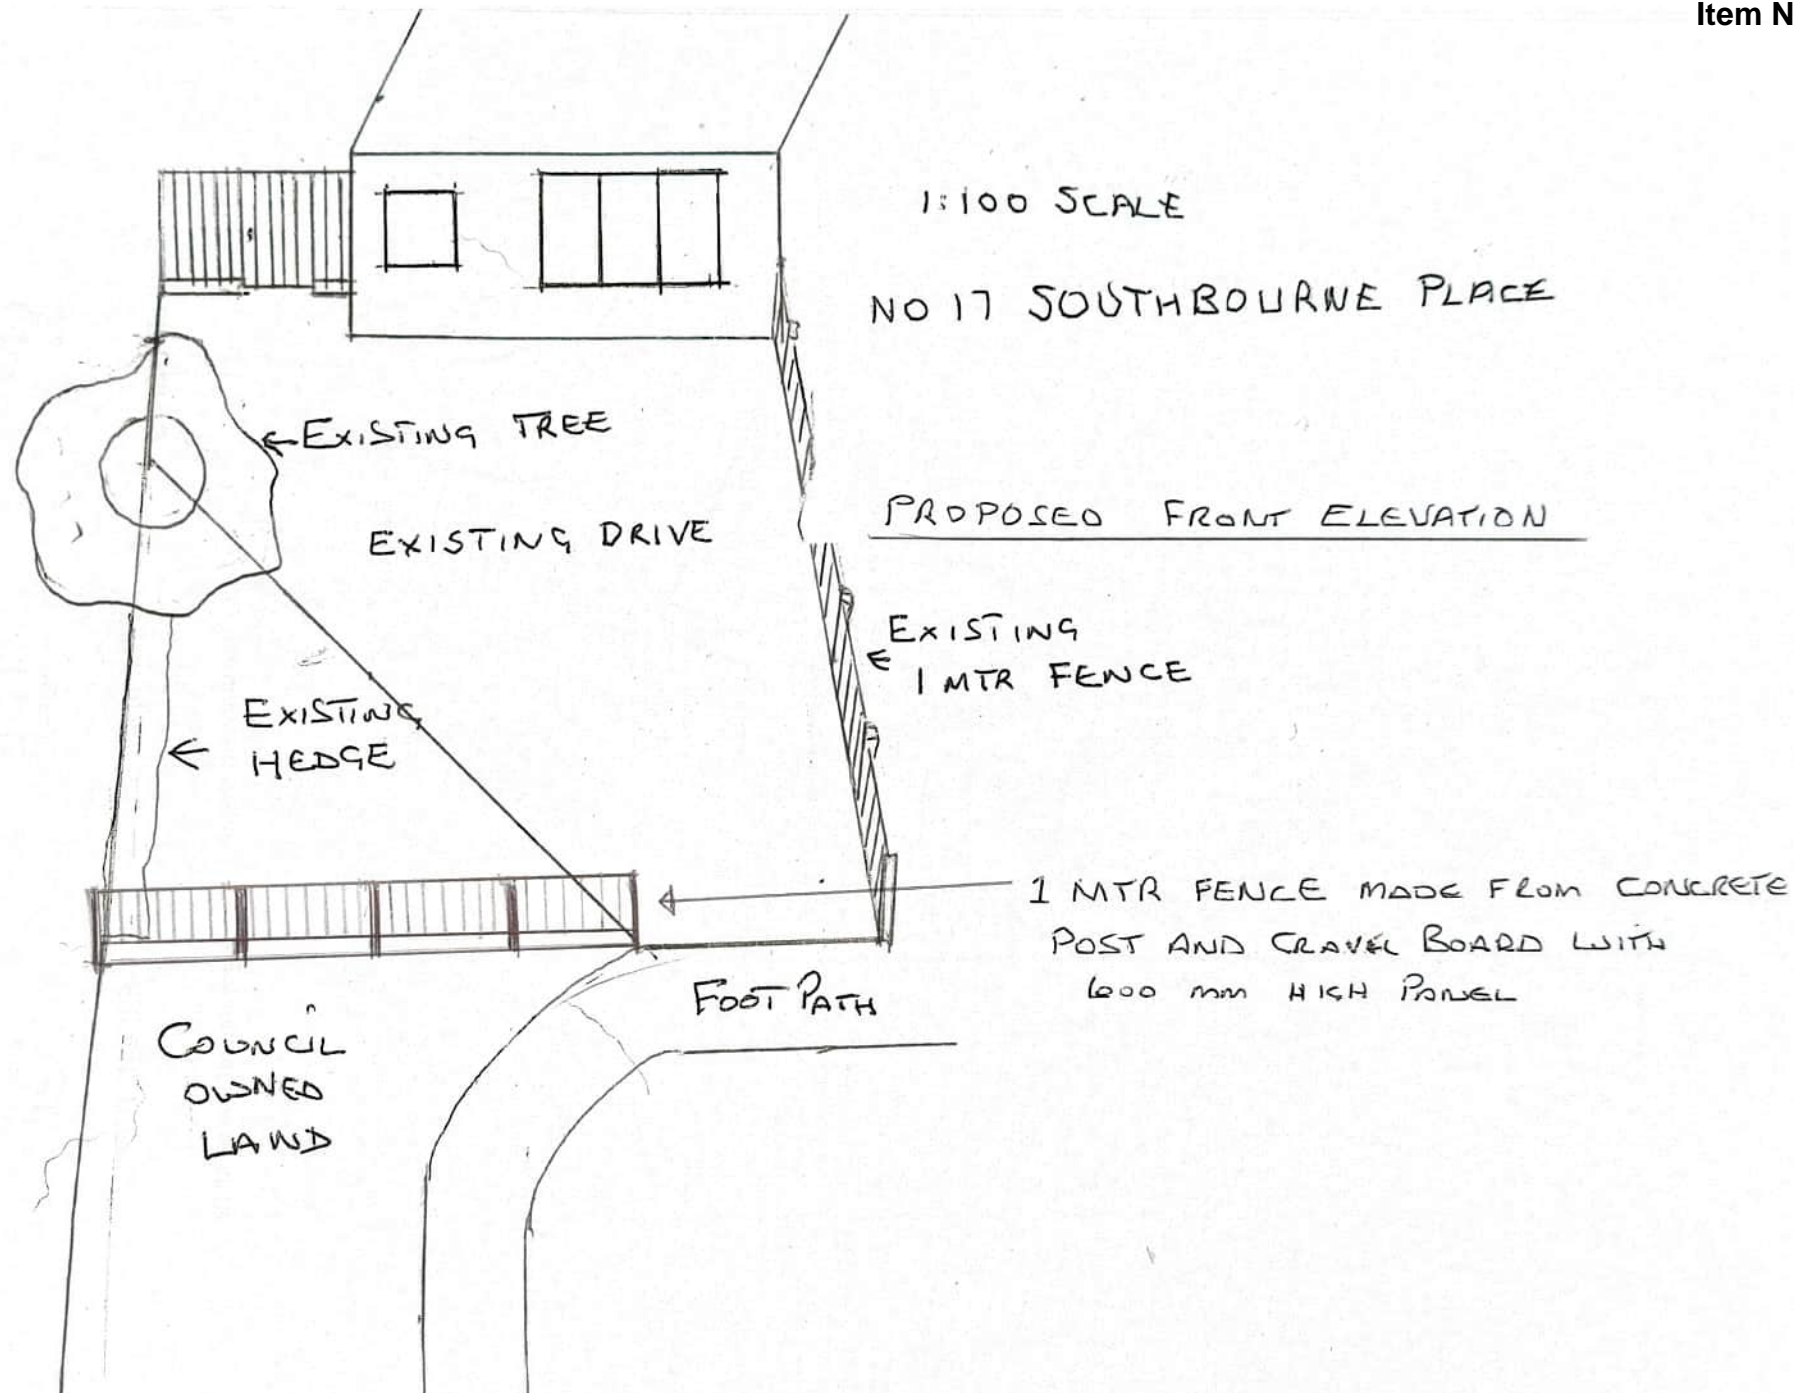 Item N
1:100 SCALE
NO 17 SOUTHBOURNE PLACE
EXISTING TREE
PROPOSED FRONT ELEVATION
EXISTING DRIVE
EXISTING
1 MTR FENCE
EXISTING
HEDGE
1 MTR FENCE MADE FROM CONCRETE
POST AND GRAVEL BOARD WITH
600 mm HIGH PANEL
FOOT PATH
COUNCIL
OWNED
LAND